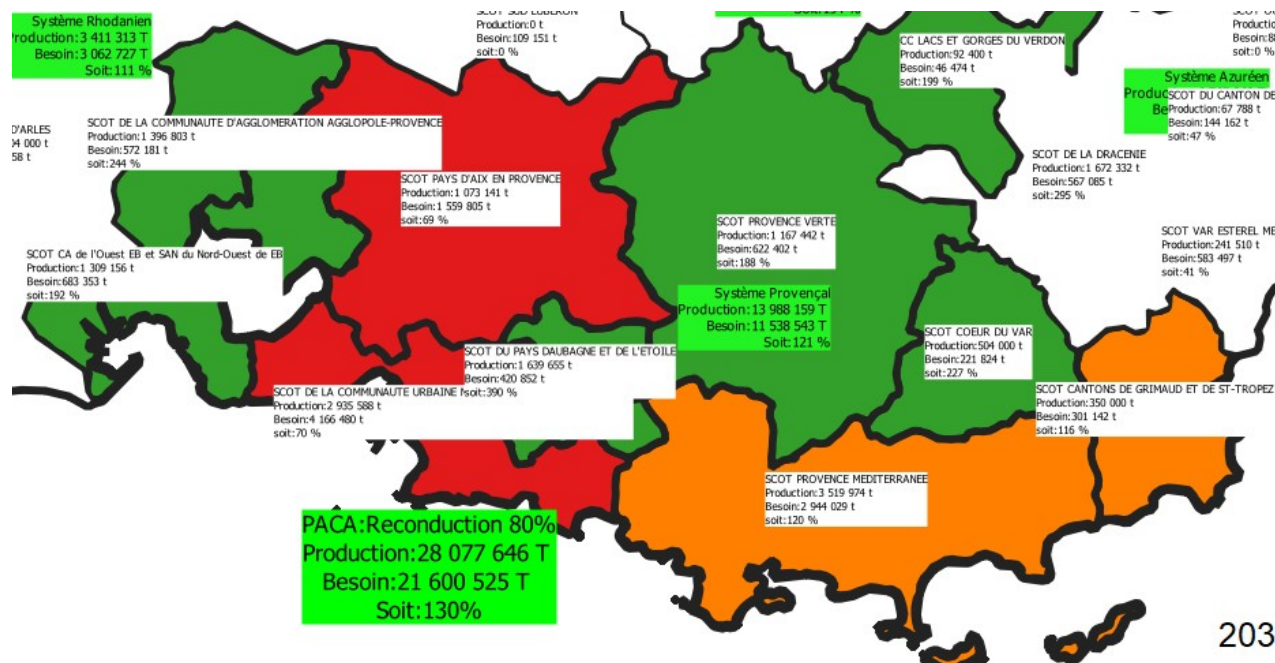 SCOT SUD LUBERON
Production:0 t
Besoin:109 151 t
soit:0 %
Système Rhodanien
Production:3 411 313 T
Besoin:3 062 727 T
Soit:111 %
CC LACS ET GORGES DU VERDON
Production:92 400 t
Besoin:46 474 t
soit:199 %
soit:0 %
Système Azuréen
SCOT DU CANTON DE
Production:67 788 t
Besoin:144 162 t
soit:47 %
D'ARLES
SCOT DE LA COMMUNAUTE D'AGGLOMERATION AGGLOPOLE-PROVENCE
Production:1 396 803 t
Besoin:572 181 t
soit:244 %
SCOT DE LA DRACENIE
Production:1 672 332 t
Besoin:567 085 t
soit:295 %
SCOT PAYS D'AIX EN PROVENCE
Production:1 073 141 t
Besoin:1 559 805 t
soit:69 %
SCOT PROVENCE VERTE
Production:1 167 442 t
Besoin:622 402 t
soit:188 %
SCOT VAR ESTEREL ME
Production:241 510 t
Besoin:583 497 t
soit:41 %
SCOT CA de l'Ouest EB et SAN du Nord-Ouest de EB
Production:1 309 156 t
Besoin:683 353 t
soit:192 %
Système Provençal
Production:13 988 159 T
Besoin:11 538 543 T
Soit:121 %
SCOT COEUR DU VAR
Production:504 000 t
Besoin:221 824 t
soit:227 %
SCOT DU PAYS DAUBAGNE ET DE L'ETOILE
Production:1 639 655 t
Besoin:420 852 t
soit:390 %
SCOT DE LA COMMUNAUTE URBAINE
Production:2 935 588 t
Besoin:4 166 480 t
soit:70 %
SCOT CANTONS DE GRIMAUD ET DE ST-TROPEZ
Production:350 000 t
Besoin:301 142 t
soit:116 %
SCOT PROVENCE MEDITERRANEE
Production:3 519 974 t
Besoin:2 944 029 t
soit:120 %
PACA:Reconduction 80%
Production:28 077 646 T
Besoin:21 600 525 T
Soit:130%
203